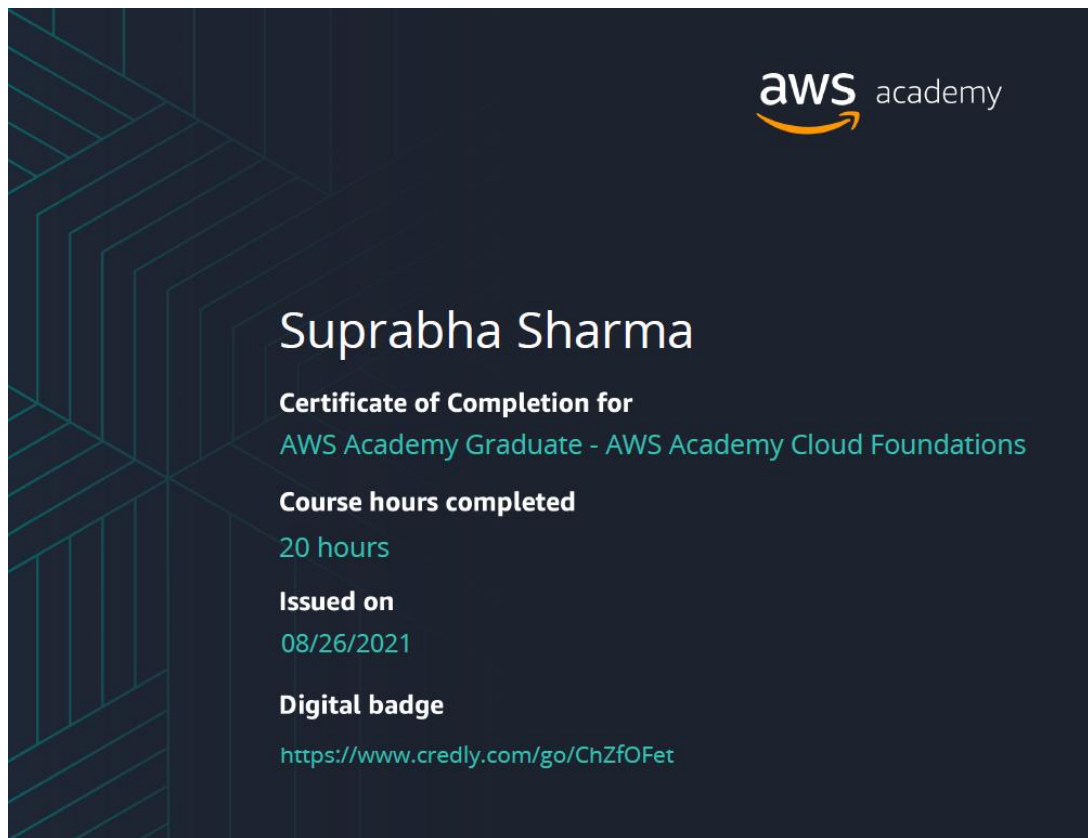 aws academy
Suprabha Sharma
Certificate of Completion for
AWS Academy Graduate - AWS Academy Cloud Foundations
Course hours completed
20 hours
Issued on
08/26/2021
Digital badge
https://www.credly.com/go/ChZfOFet